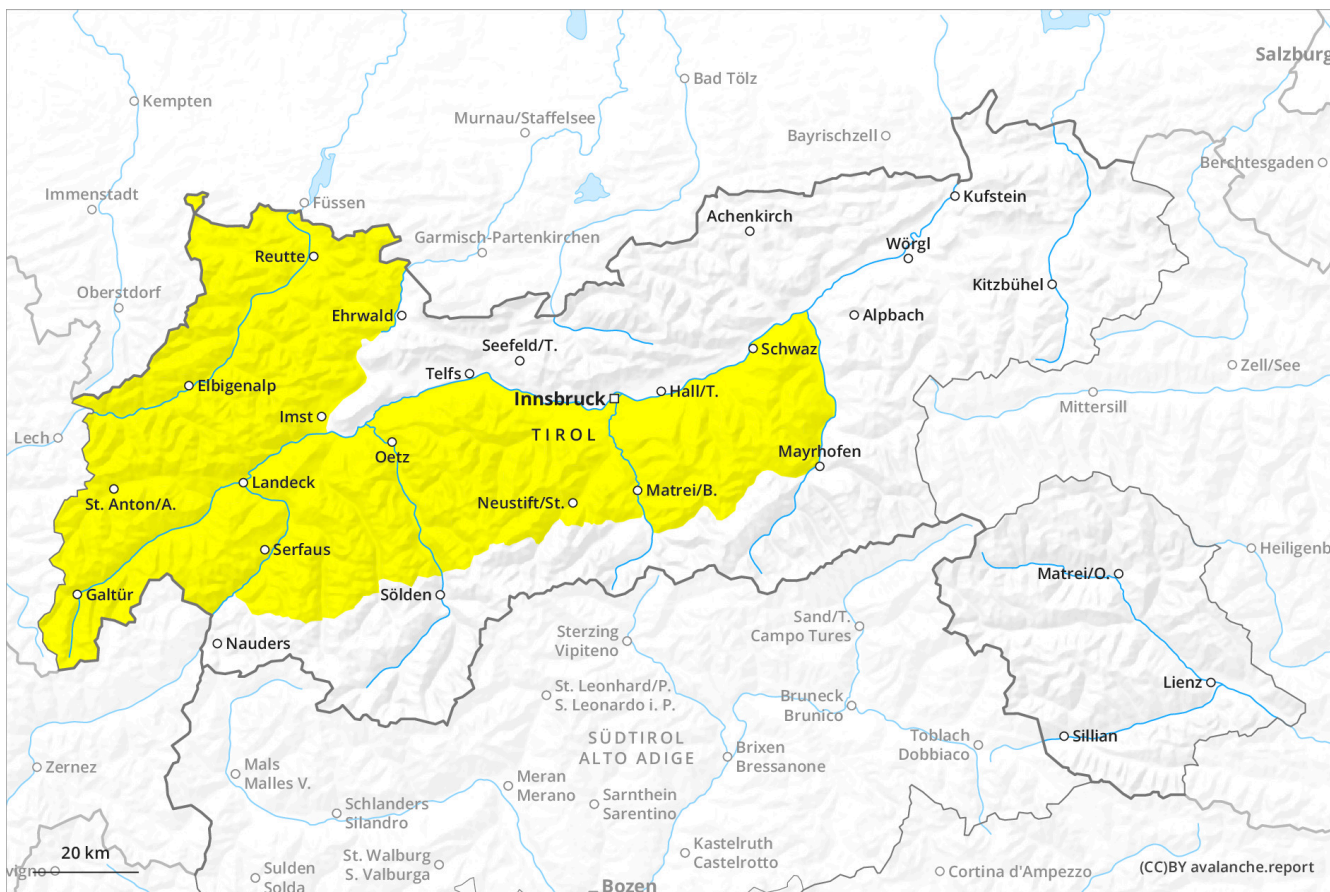 Salzburg
Bad Tölz
Kempten
Murnau/Staffelsee
Bayrischzell
Berchtesgaden
Immenstadt
Füssen
Kufstein
Achenkirch
Garmisch-Partenkirchen
Wörgl
Reutte
Kitzbühel
Oberstdorf
Ehrwald
Alpbach
Seefeld/T.
Schwaz
Zell/See
Telfs
Elbigenalp
Innsbruck
Hall/T.
Mittersill
Imst
Lech
TIROL
Oetz
Mayrhofen
Landeck
St. Anton/A.
Neustift/St.
Matrei/B.
Serfaus
Heiligenb
Matrei/O.
Galtür
Sölden
Sand/T.
Campo Tures
Nauders
Sterzing
Vipiteno
Lienz
St. Leonhard/P.
S. Leonardo i. P.
Bruneck
Brunico
Sillian
SÜDTIROL
ALTO ADIGE
Toblach
Dobbiaco
Brixen
Bressanone
Zernez
Mals
Malles V.
Meran
Merano
Sarnthein
Sarentino
Schlanders
Silandro
20 km
Kastelruth
Castelrotto
St. Walburg
S. Valburga
vigno
Sulden
Solda
Cortina d'Ampezzo
(CC)BY avalanche.report
Bozen